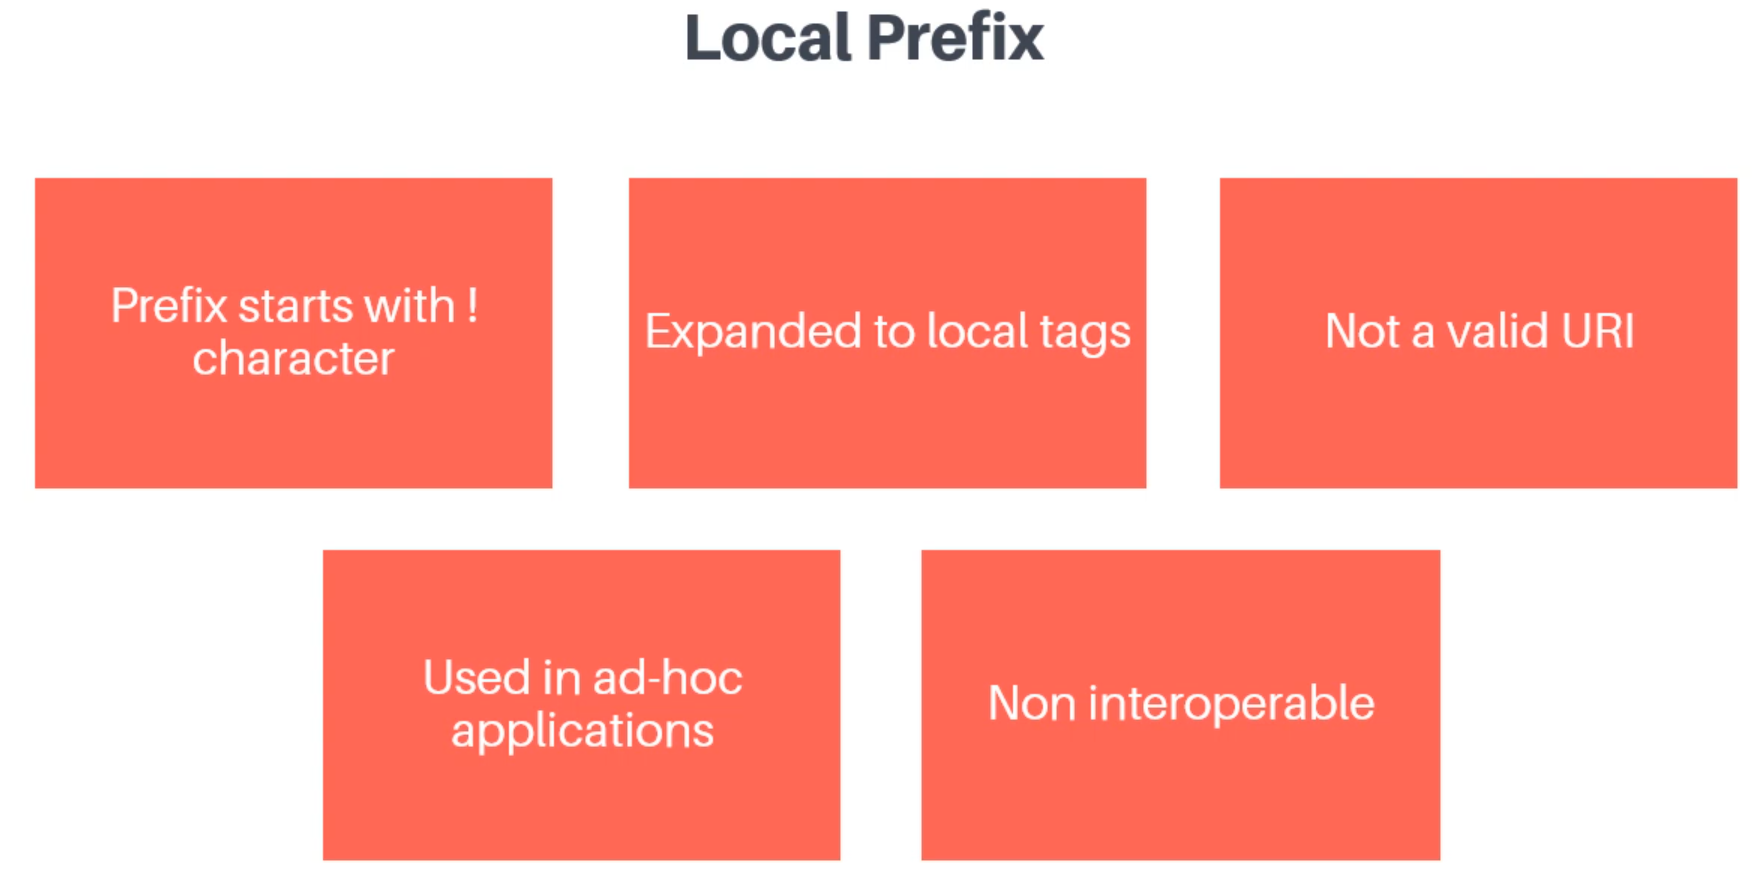 Local Prefix
Prefix starts with !
character
Expanded to local tags
Not a valid URI
Used in ad-hoc
applications
Non interoperable